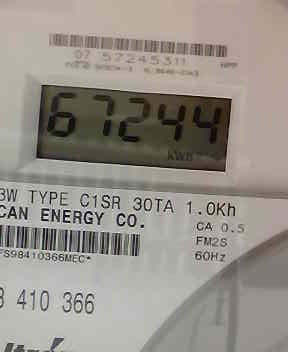 07 57245311
67244
KWH
3W TYPE C1SR 30TA 1.0Kh
CAN ENERGY CO.
CA 0.5
FM2S
60Hz
FS98410366MEC*
410 366